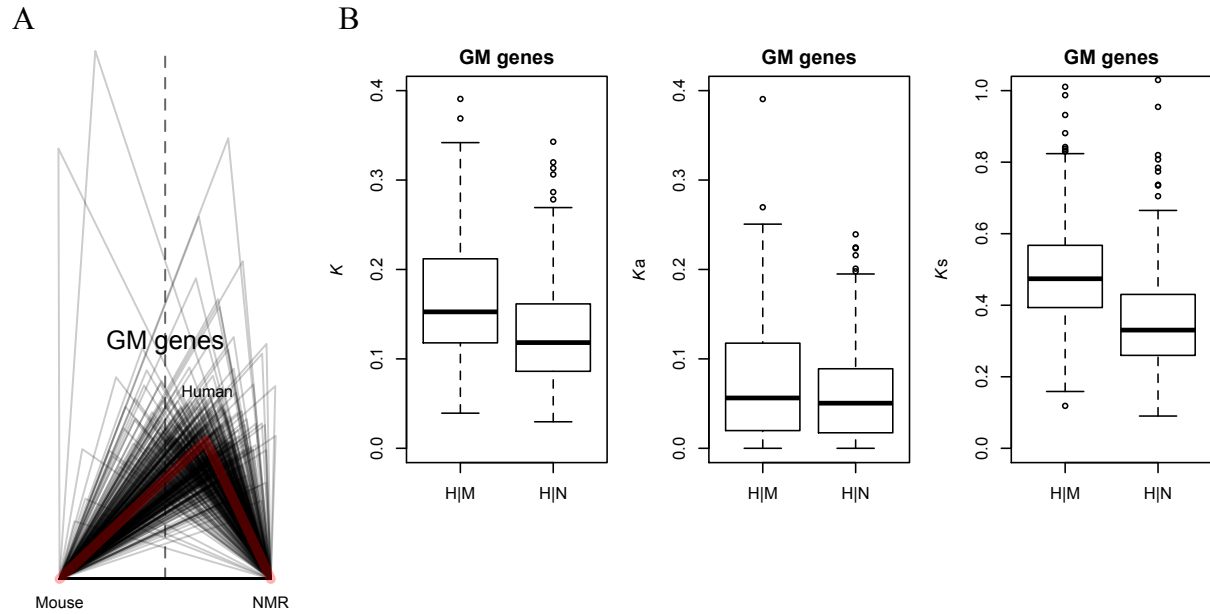 A
GM genes
Human
Mouse
NMR
B
GM genes
K
0.4
0.3
0.2
0.1
0.0
H|M
H|N
GM genes
Ka
0.4
0.3
0.2
0.1
0.0
H|M
H|N
GM genes
Ks
1.0
0.8
0.6
0.4
0.2
0.0
H|M
H|N